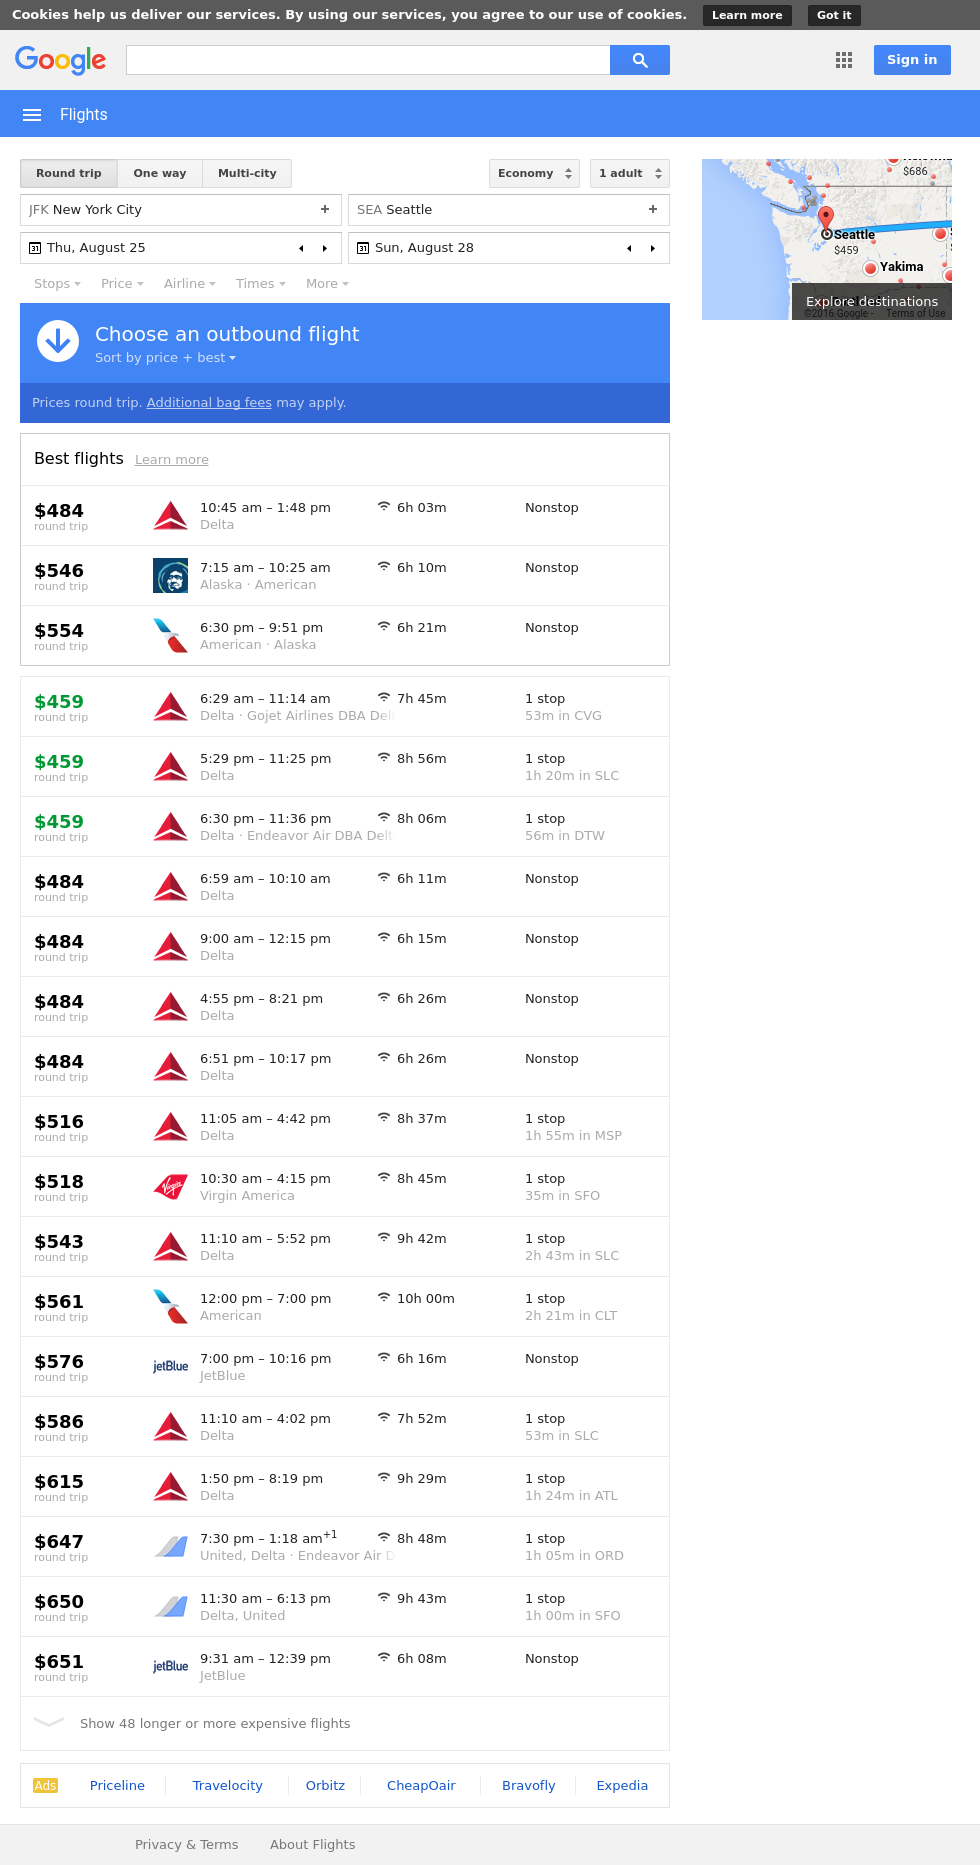 Cookies help us deliver our services. By using our services, you agree to our use of cookies. Learn more Got it
Google Sign in
Flights
Round trip One way Multi-city Economy 1 adult
JFK New York City + SEA Seattle +
31 Thu, August 25 31 Sun, August 28
Stops Price Airline Times More
$686
Seattle
$459
Yakima
Explore destinations
©2016 Google - Terms of Use
Choose an outbound flight
Sort by price + best
Prices round trip. Additional bag fees may apply.
Best flights Learn more
$484 10:45 am – 1:48 pm 6h 03m Nonstop
round trip Delta
$546 7:15 am – 10:25 am 6h 10m Nonstop
round trip Alaska · American
$554 6:30 pm – 9:51 pm 6h 21m Nonstop
round trip American · Alaska
$459 6:29 am – 11:14 am 7h 45m 1 stop
round trip Delta · Gojet Airlines DBA Delt 53m in CVG
$459 5:29 pm – 11:25 pm 8h 56m 1 stop
round trip Delta 1h 20m in SLC
$459 6:30 pm – 11:36 pm 8h 06m 1 stop
round trip Delta · Endeavor Air DBA Delt 56m in DTW
$484 6:59 am – 10:10 am 6h 11m Nonstop
round trip Delta
$484 9:00 am – 12:15 pm 6h 15m Nonstop
round trip Delta
$484 4:55 pm – 8:21 pm 6h 26m Nonstop
round trip Delta
$484 6:51 pm – 10:17 pm 6h 26m Nonstop
round trip Delta
$516 11:05 am – 4:42 pm 8h 37m 1 stop
round trip Delta 1h 55m in MSP
$518 Virgin 10:30 am – 4:15 pm 8h 45m 1 stop
round trip Virgin America 35m in SFO
$543 11:10 am – 5:52 pm 9h 42m 1 stop
round trip Delta 2h 43m in SLC
$561 12:00 pm – 7:00 pm 10h 00m 1 stop
round trip American 2h 21m in CLT
$576 jetBlue 7:00 pm – 10:16 pm 6h 16m Nonstop
round trip JetBlue
$586 11:10 am – 4:02 pm 7h 52m 1 stop
round trip Delta 53m in SLC
$615 1:50 pm – 8:19 pm 9h 29m 1 stop
round trip Delta 1h 24m in ATL
$647 7:30 pm – 1:18 am+1 8h 48m 1 stop
round trip United, Delta · Endeavor Air D 1h 05m in ORD
$650 11:30 am – 6:13 pm 9h 43m 1 stop
round trip Delta, United 1h 00m in SFO
$651 jetBlue 9:31 am – 12:39 pm 6h 08m Nonstop
round trip JetBlue
Show 48 longer or more expensive flights
Ads Priceline Travelocity Orbitz CheapOair Bravofly Expedia
Privacy & Terms About Flights